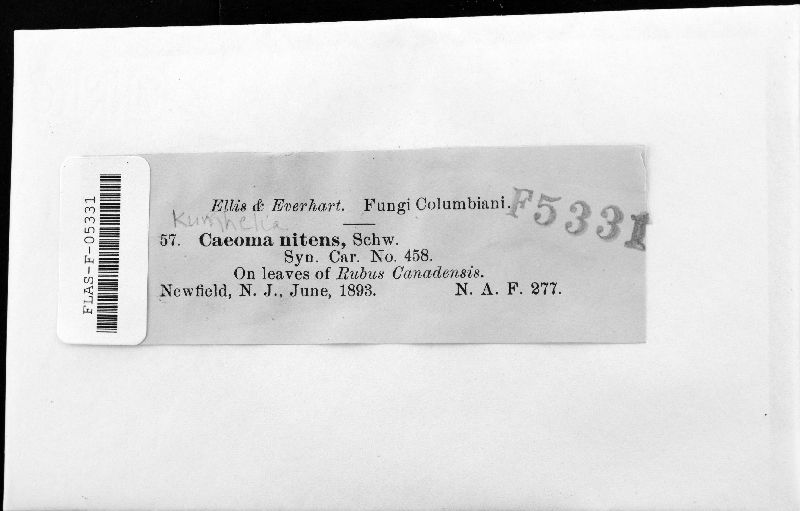 FLAS-F-05331
Ellis & Everhart. Fungi Columbiani.
F5331
57. Caeoma nitens, Schw.
Syn. Car. No. 458.
On leaves of Rubus Canadensis.
Newfield, N. J., June, 1893. N. A. F. 277.